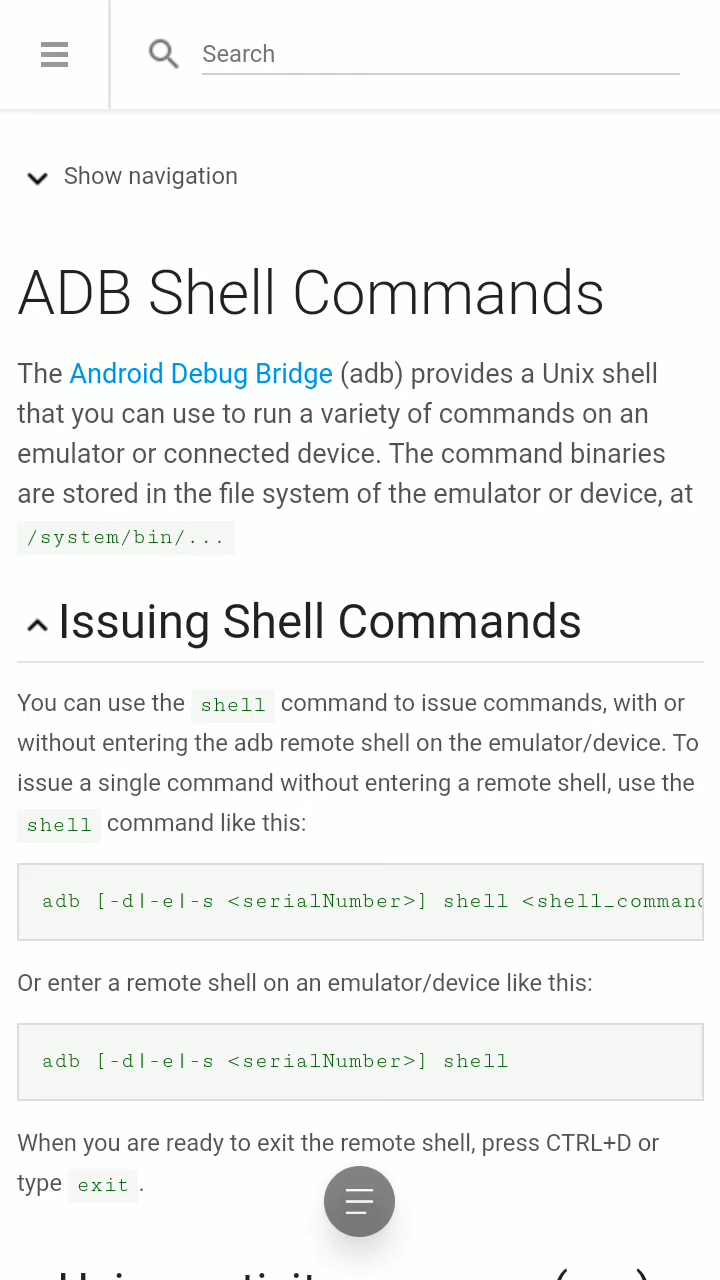 Search
Show navigation
ADB Shell Commands
The Android Debug Bridge (adb) provides a Unix shell
that you can use to run a variety of commands on an
emulator or connected device. The command binaries
are stored in the file system of the emulator or device, at
/system/bin/...
Issuing Shell Commands
You can use the shell command to issue commands, with or
without entering the adb remote shell on the emulator/device. To
issue a single command without entering a remote shell, use the
shell command like this:
adb [-d|-e|-s <serialNumber>] shell <shell_command
Or enter a remote shell on an emulator/device like this:
adb [-d|-e|-s <serialNumber>] shell
When you are ready to exit the remote shell, press CTRL+D or
type exit .